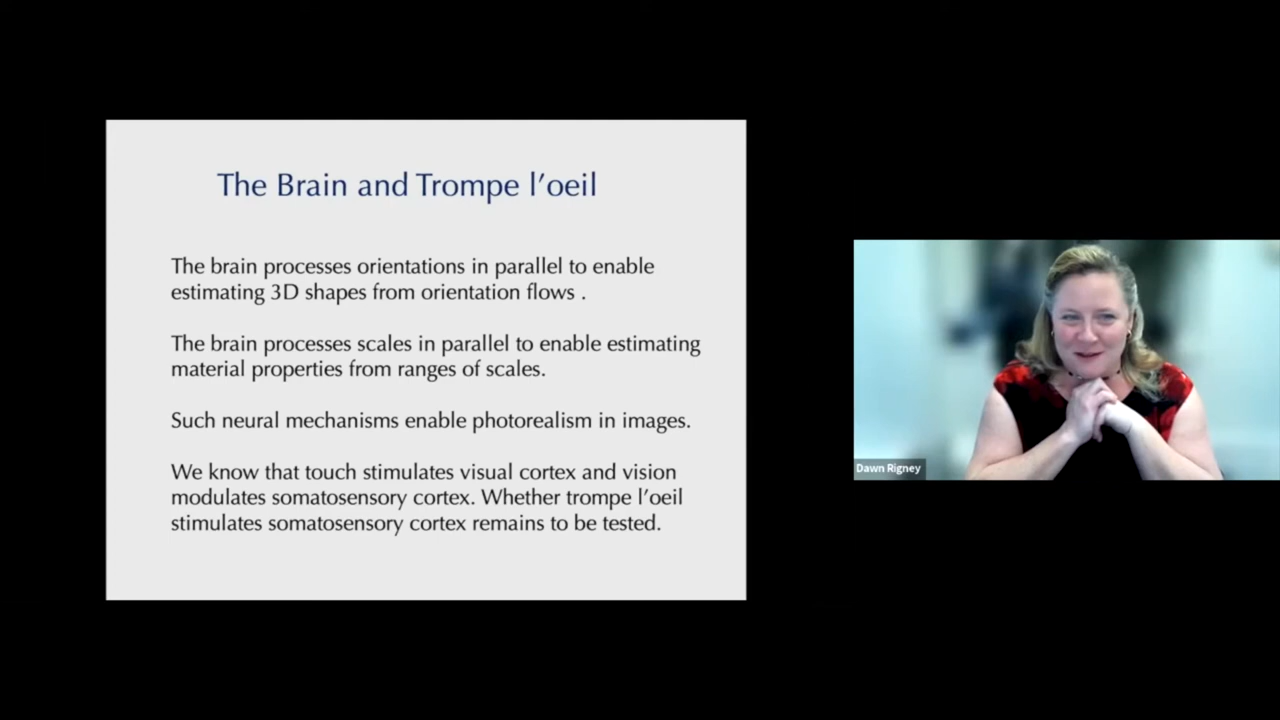 The Brain and Trompe l’oeil
The brain processes orientations in parallel to enable
estimating 3D shapes from orientation flows .
The brain processes scales in parallel to enable estimating
material properties from ranges of scales.
Such neural mechanisms enable photorealism in images.
We know that touch stimulates visual cortex and vision
modulates somatosensory cortex. Whether trompe l’oeil
stimulates somatosensory cortex remains to be tested.
Dawn Rigney